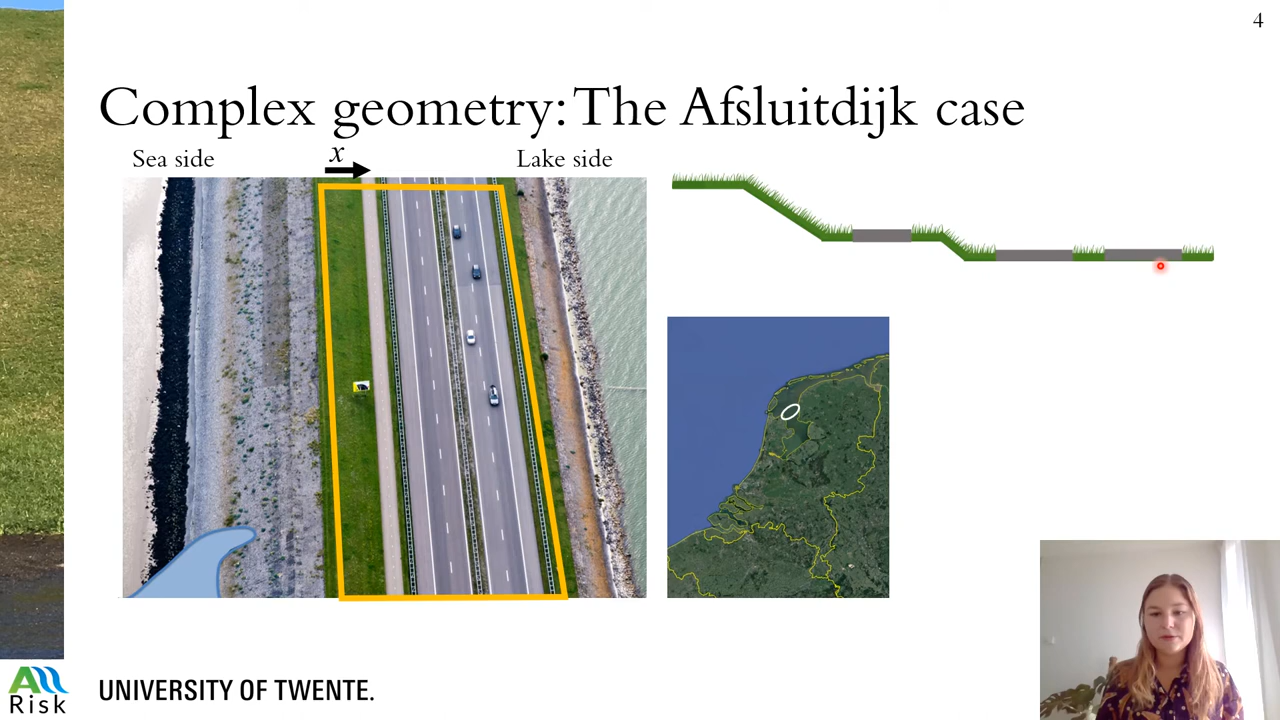 4
Complex geometry: The Afsluitdijk case
Sea side
x
Lake side
A
Risk
UNIVERSITY OF TWENTE.